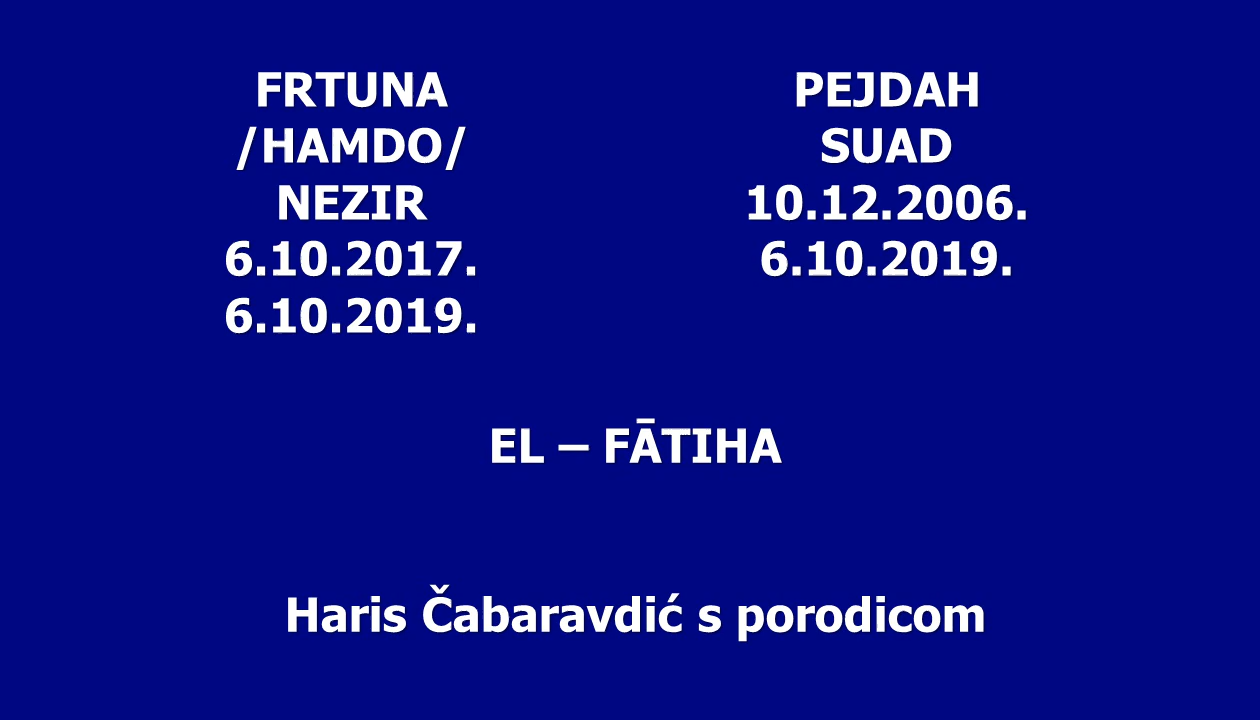 FRTUNA
/HAMDO/
NEZIR
6.10.2017.
6.10.2019.
PEJDAH
SUAD
10.12.2006.
6.10.2019.
EL – FĀTIHA
Haris Čabaravdić s porodicom